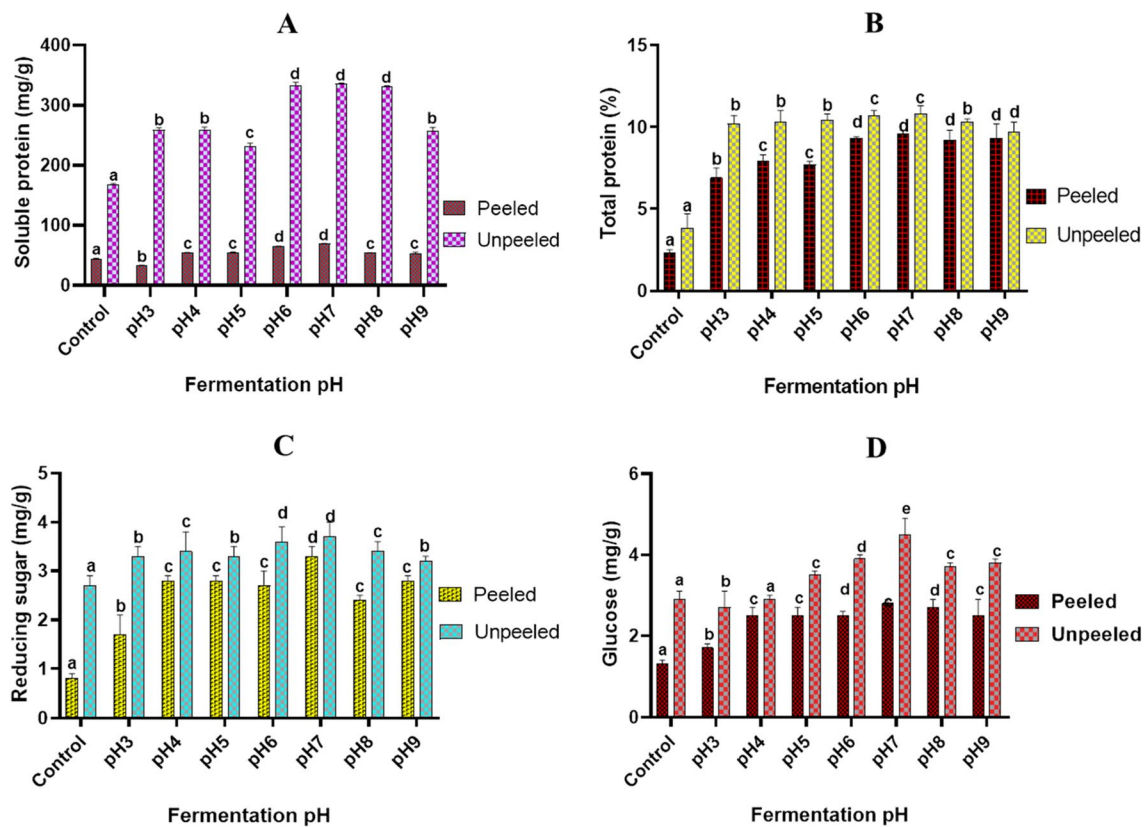 A
Soluble protein (mg/g)
400
300
200
100
0
a a b b c b c c d d d d c d c b
Control pH3 pH4 pH5 pH6 pH7 pH8 pH9
Fermentation pH
Peeled
Unpeeled
B
Total protein (%)
15
10
5
0
a a b b c b c b d c d c d b d d
Control pH3 pH4 pH5 pH6 pH7 pH8 pH9
Fermentation pH
Peeled
Unpeeled
C
Reducing sugar (mg/g)
5
4
3
2
1
0
a a b b c c c b c d d d c c c b
Control pH3 pH4 pH5 pH6 pH7 pH8 pH9
Fermentation pH
Peeled
Unpeeled
D
Glucose (mg/g)
6
4
2
0
a a b b c a c c d d c e d c c c
Control pH3 pH4 pH5 pH6 pH7 pH8 pH9
Fermentation pH
Peeled
Unpeeled